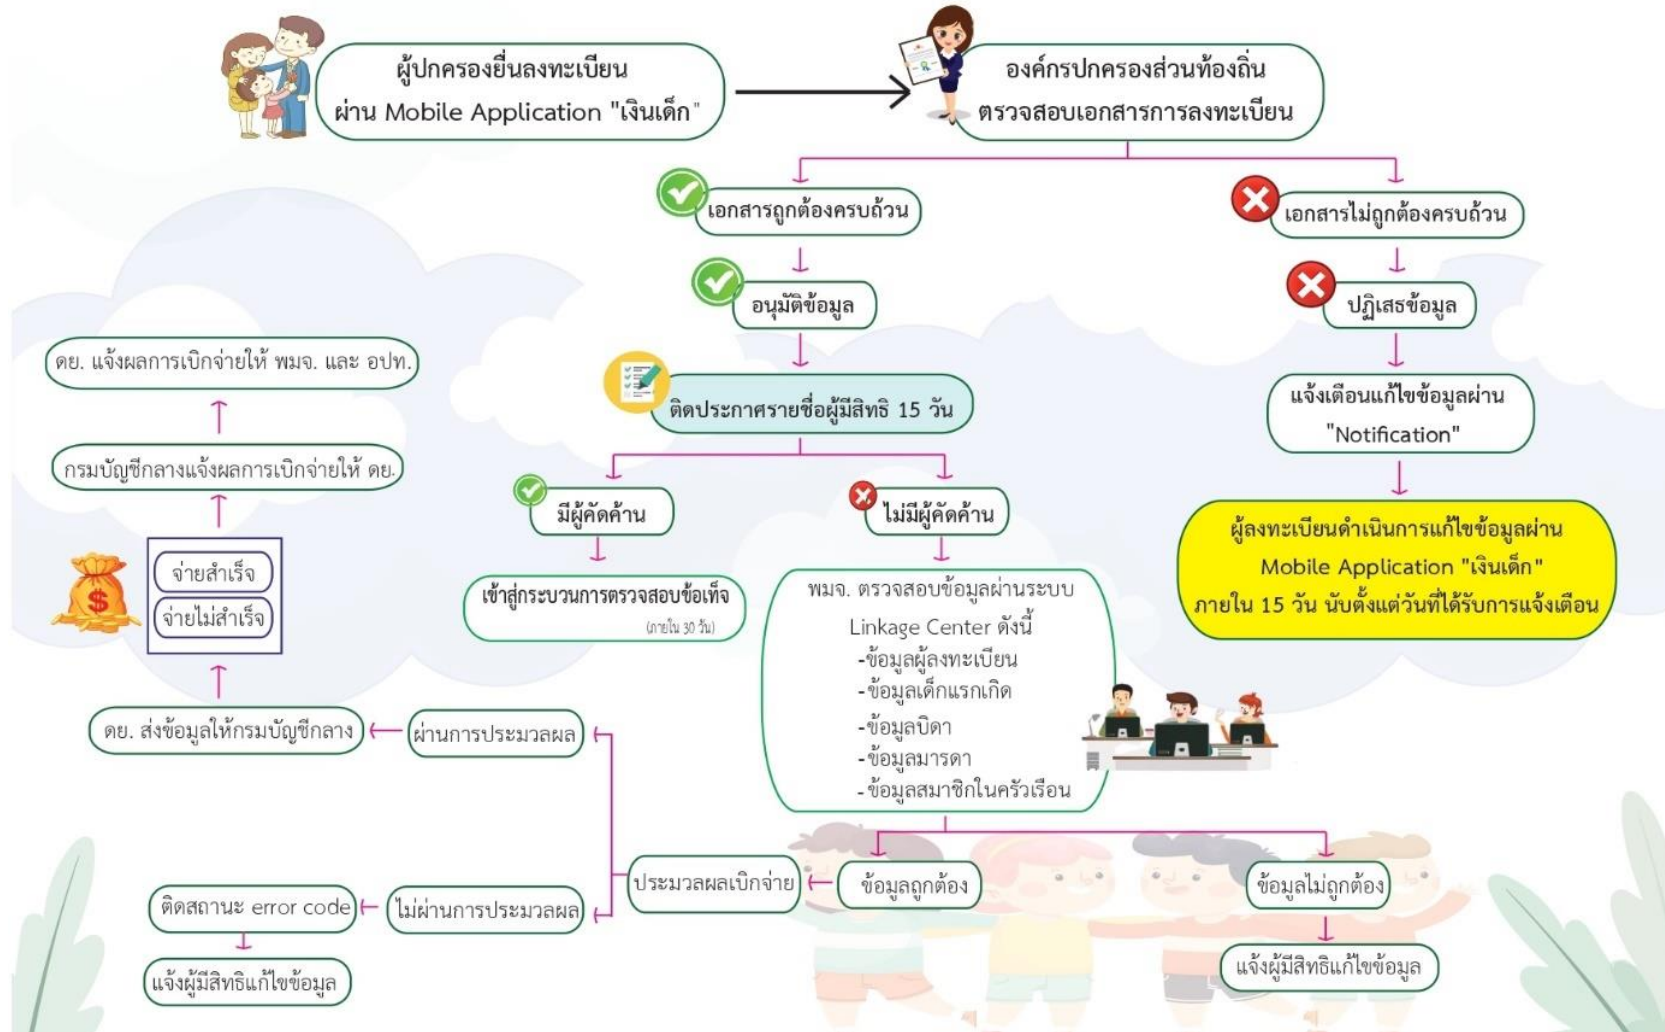 ผู้ปกครองยื่นลงทะเบียน
ผ่าน Mobile Application "เงินเด็ก"
องค์กรปกครองส่วนท้องถิ่น
ตรวจสอบเอกสารการลงทะเบียน
เอกสารถูกต้องครบถ้วน
เอกสารไม่ถูกต้องครบถ้วน
อนุมัติข้อมูล
ปฏิเสธข้อมูล
ติดประกาศรายชื่อผู้มีสิทธิ 15 วัน
แจ้งเตือนแก้ไขข้อมูลผ่าน
"Notification"
ผู้ลงทะเบียนดำเนินการแก้ไขข้อมูลผ่าน
Mobile Application "เงินเด็ก"
ภายใน 15 วัน นับตั้งแต่วันที่ได้รับการแจ้งเตือน
มีผู้คัดค้าน
ไม่มีผู้คัดค้าน
เข้าสู่กระบวนการตรวจสอบข้อเท็จ
(ภายใน 30 วัน)
พมจ. ตรวจสอบข้อมูลผ่านระบบ
Linkage Center ดังนี้
-ข้อมูลผู้ลงทะเบียน
-ข้อมูลเด็กแรกเกิด
-ข้อมูลบิดา
-ข้อมูลมารดา
-ข้อมูลสมาชิกในครัวเรือน
ข้อมูลถูกต้อง
ข้อมูลไม่ถูกต้อง
แจ้งผู้มีสิทธิแก้ไขข้อมูล
ประมวลผลเบิกจ่าย
ผ่านการประมวลผล
ไม่ผ่านการประมวลผล
ติดสถานะ error code
แจ้งผู้มีสิทธิแก้ไขข้อมูล
ดย. ส่งข้อมูลให้กรมบัญชีกลาง
จ่ายสำเร็จ
จ่ายไม่สำเร็จ
$
กรมบัญชีกลางแจ้งผลการเบิกจ่ายให้ ดย.
ดย. แจ้งผลการเบิกจ่ายให้ พมจ. และ อปท.